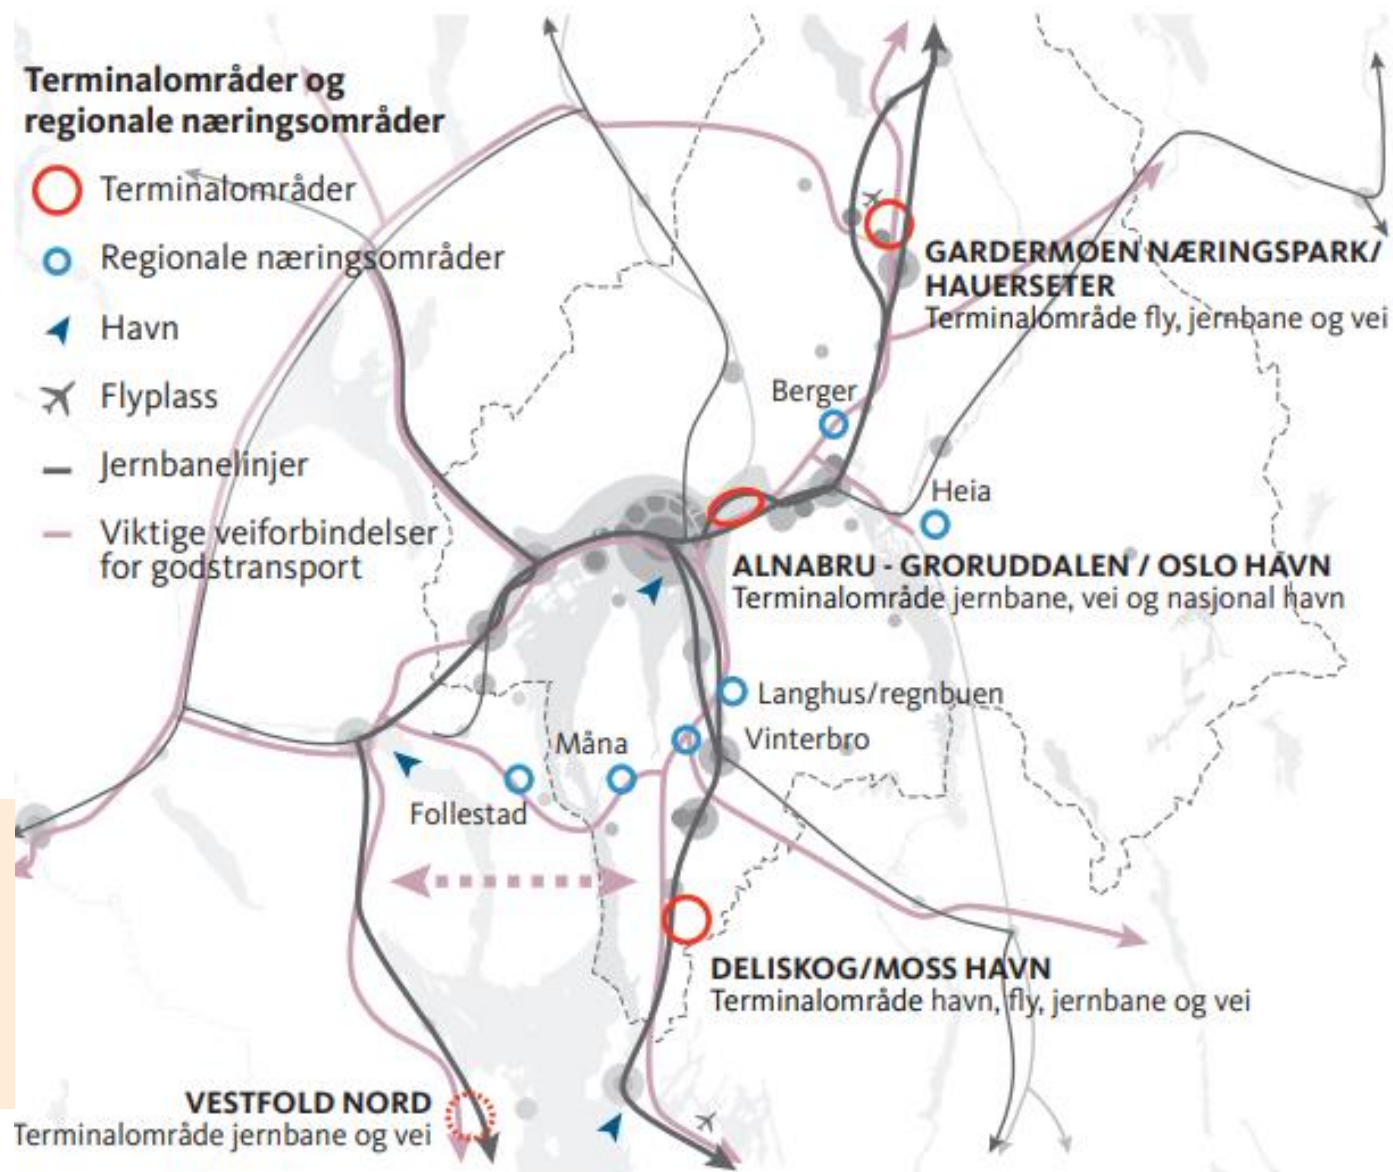 Terminalområder og
regionale næringsområder
Terminalområder
Regionale næringsområder
Havn
Flyplass
Jernbanelinjer
Viktige veiforbindelser
for godstransport
GARDERMOEN NÆRINGSPARK/
HAUERSETER
Terminalområde fly, jernbane og vei
Berger
Heia
ALNABRU - GRORUDDALEN / OSLO HAVN
Terminalområde jernbane, vei og nasjonal havn
Langhus/regnbuen
Måna
Vinterbro
Follestad
DELISKOG/MOSS HAVN
Terminalområde havn, fly, jernbane og vei
VESTFOLD NORD
Terminalområde jernbane og vei